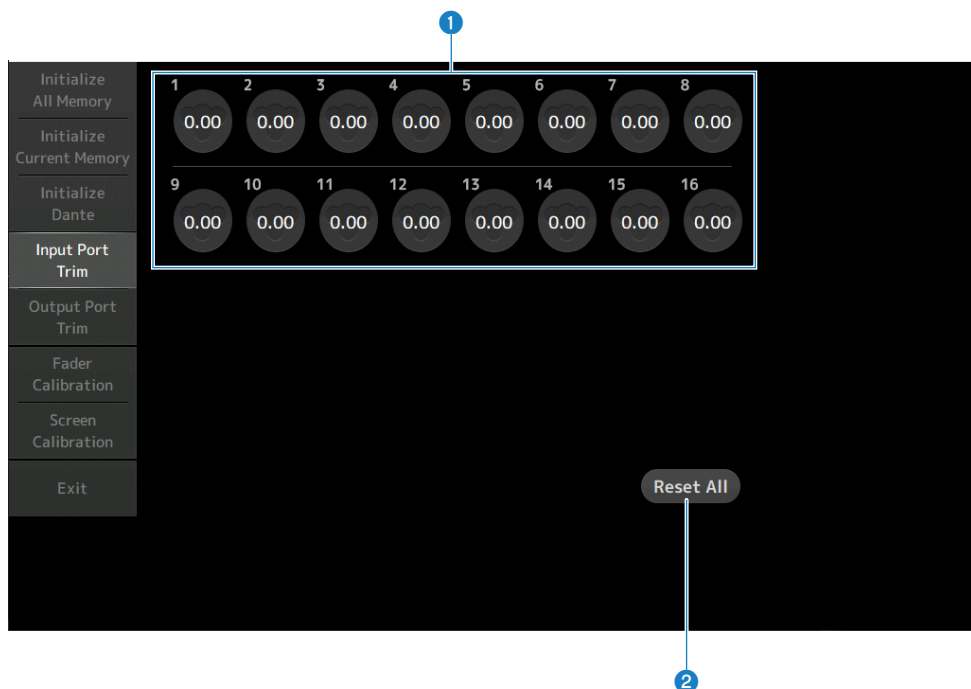 1
Initialize
All Memory
Initialize
Current Memory
Initialize
Dante
Input Port
Trim
Output Port
Trim
Fader
Calibration
Screen
Calibration
Exit
1 2 3 4 5 6 7 8
0.00 0.00 0.00 0.00 0.00 0.00 0.00 0.00
9 10 11 12 13 14 15 16
0.00 0.00 0.00 0.00 0.00 0.00 0.00 0.00
Reset All
2